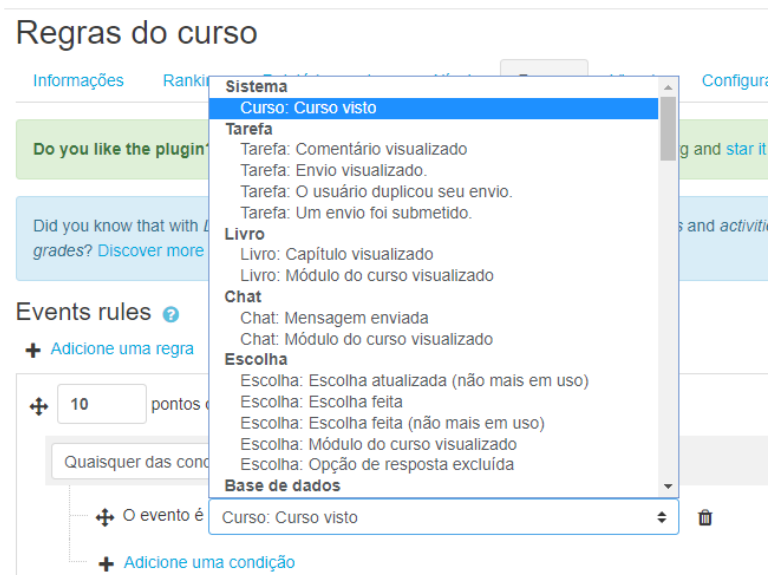 Regras do curso
Informações
Configura
Sistema
Curso: Curso visto
Tarefa
Do you like the plugin
g and star it
Tarefa: Comentário visualizado
Tarefa: Envio visualizado.
Tarefa: O usuário duplicou seu envio.
Tarefa: Um envio foi submetido.
Did you know that with
and activiti
Livro
grades? Discover more
Livro: Capítulo visualizado
Livro: Módulo do curso visualizado
Chat
Events rules
Chat: Mensagem enviada
Chat: Módulo do curso visualizado
Adicione uma regra
Escolha
Escolha: Escolha atualizada (não mais em uso)
10 pontos
Escolha: Escolha feita
Escolha: Escolha feita (não mais em uso)
Escolha: Módulo do curso visualizado
Quaisquer das cond
Escolha: Opção de resposta excluída
Base de dados
O evento é Curso: Curso visto
Adicione uma condição